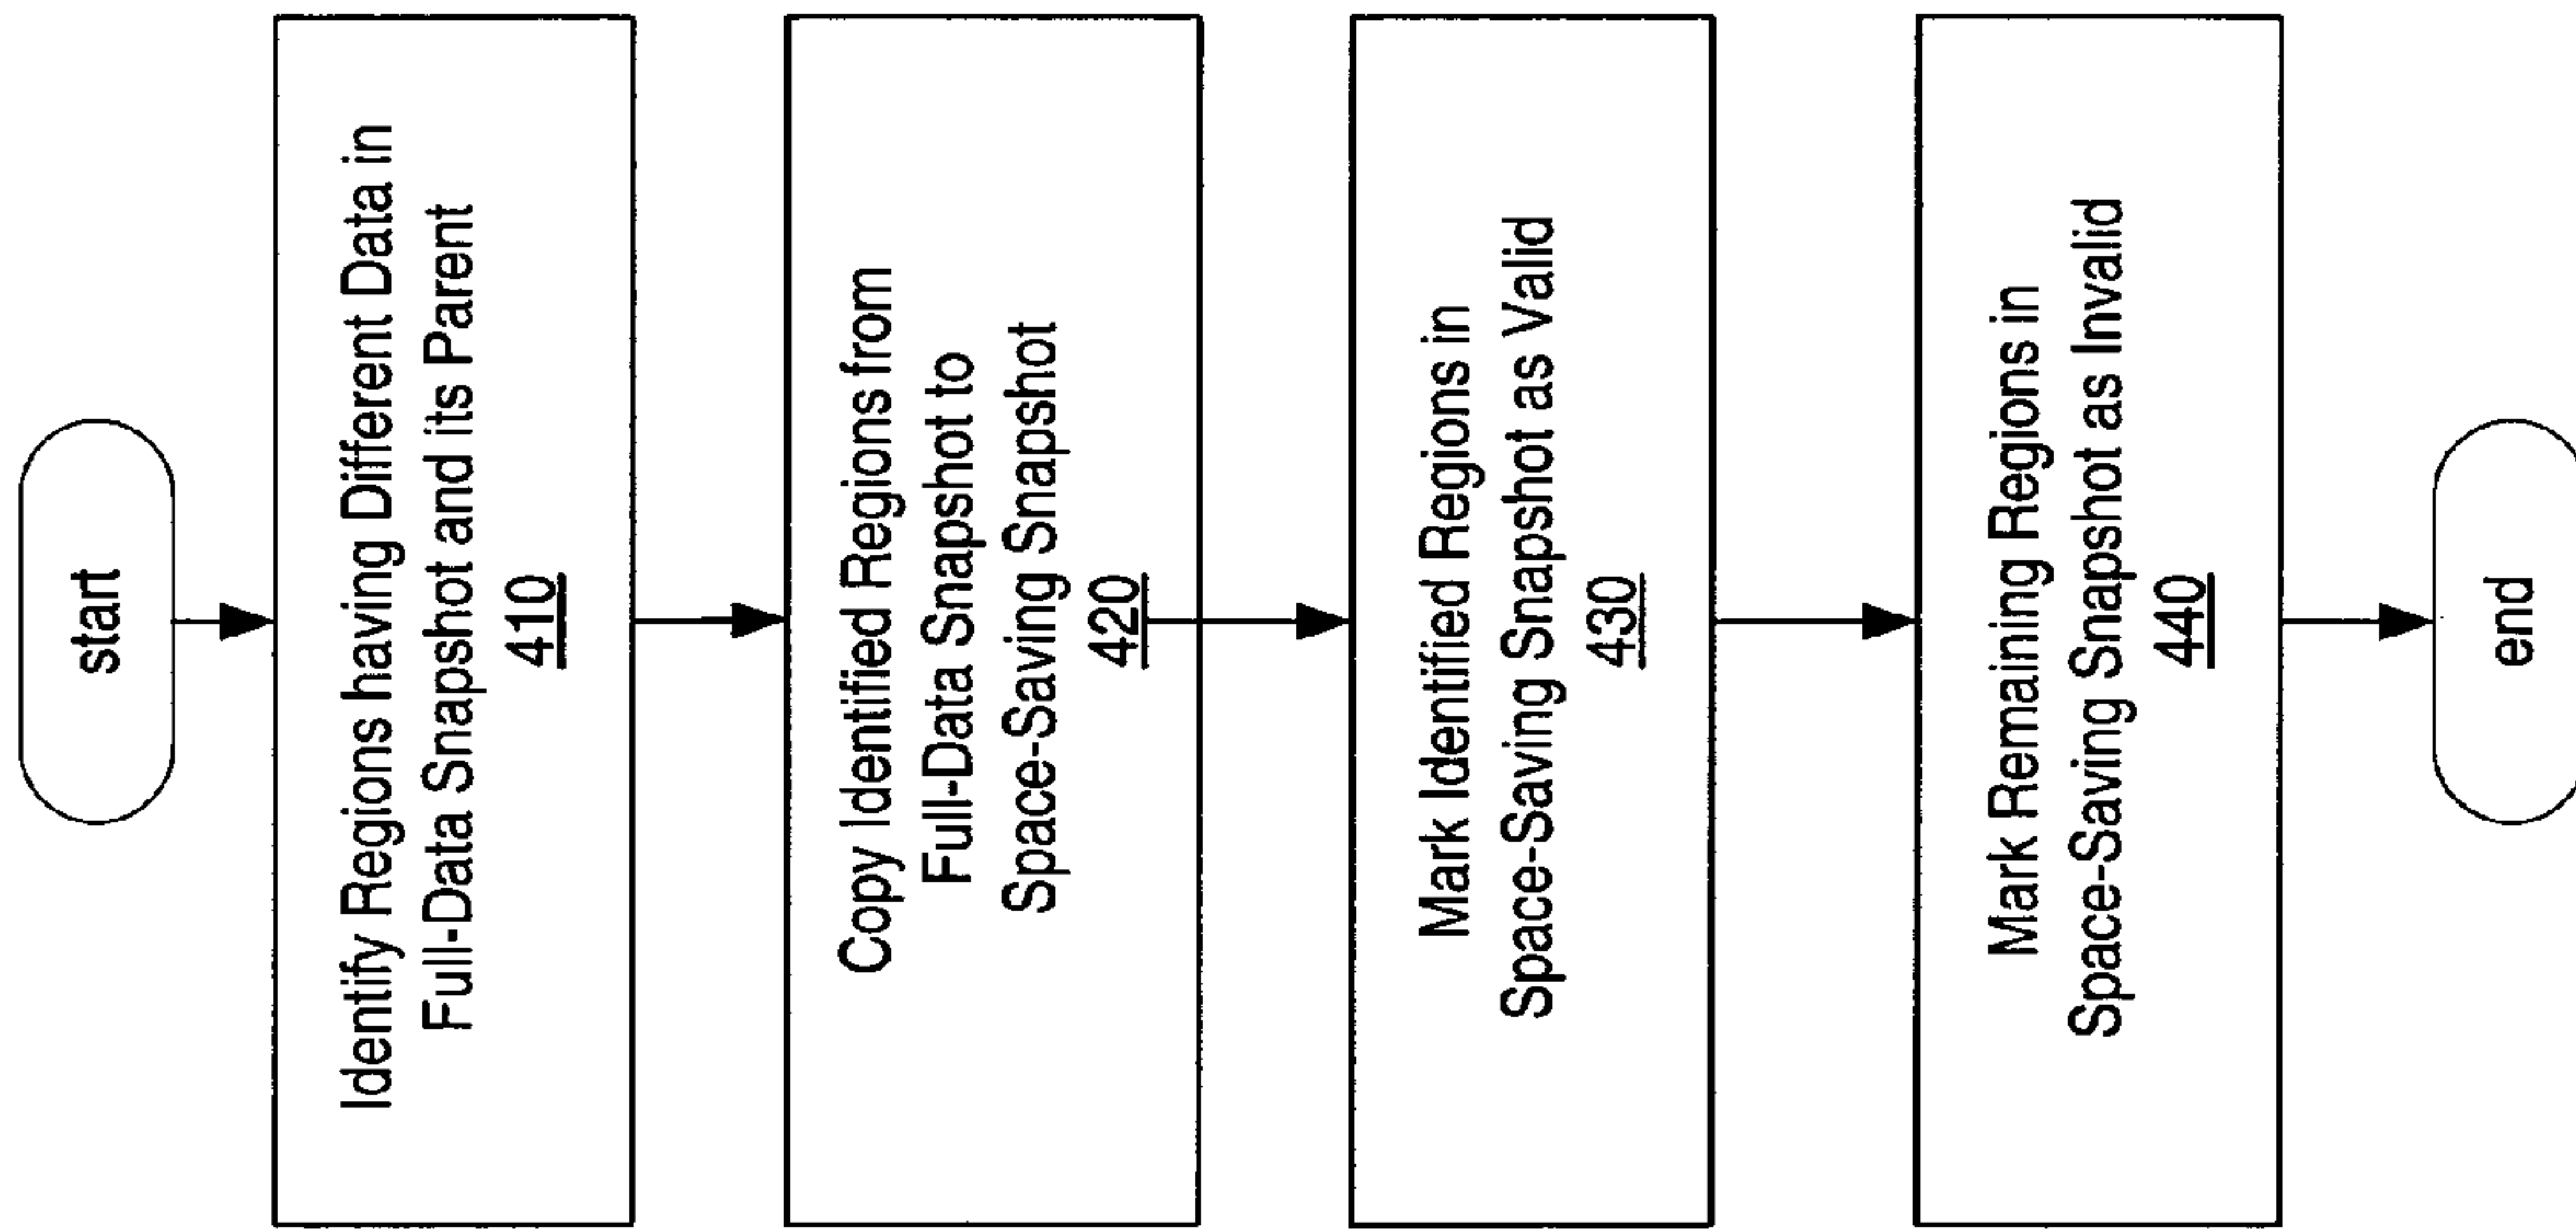 start
Identify Regions having Different Data in
Full-Data Snapshot and its Parent
410
Copy Identified Regions from
Full-Data Snapshot to
Space-Saving Snapshot
420
Mark Identified Regions in
Space-Saving Snapshot as Valid
430
Mark Remaining Regions in
Space-Saving Snapshot as Invalid
440
end